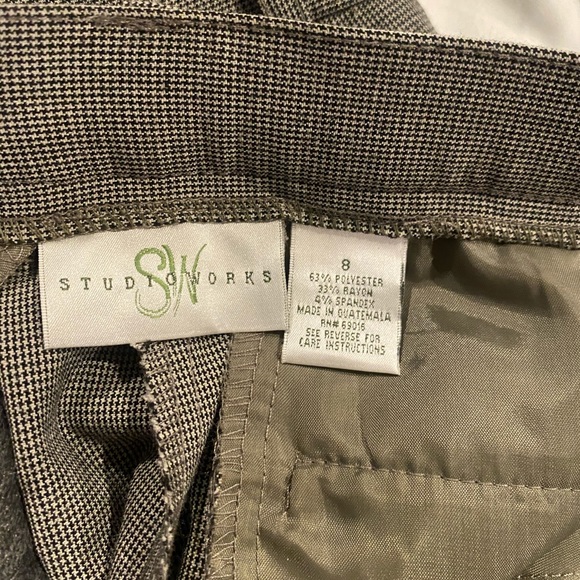 SW
STUDIO WORKS
8
63% POLYESTER
33% RAYON
4% SPANDEX
MADE IN GUATEMALA
RN# 69016
SEE REVERSE FOR
CARE INSTRUCTIONS